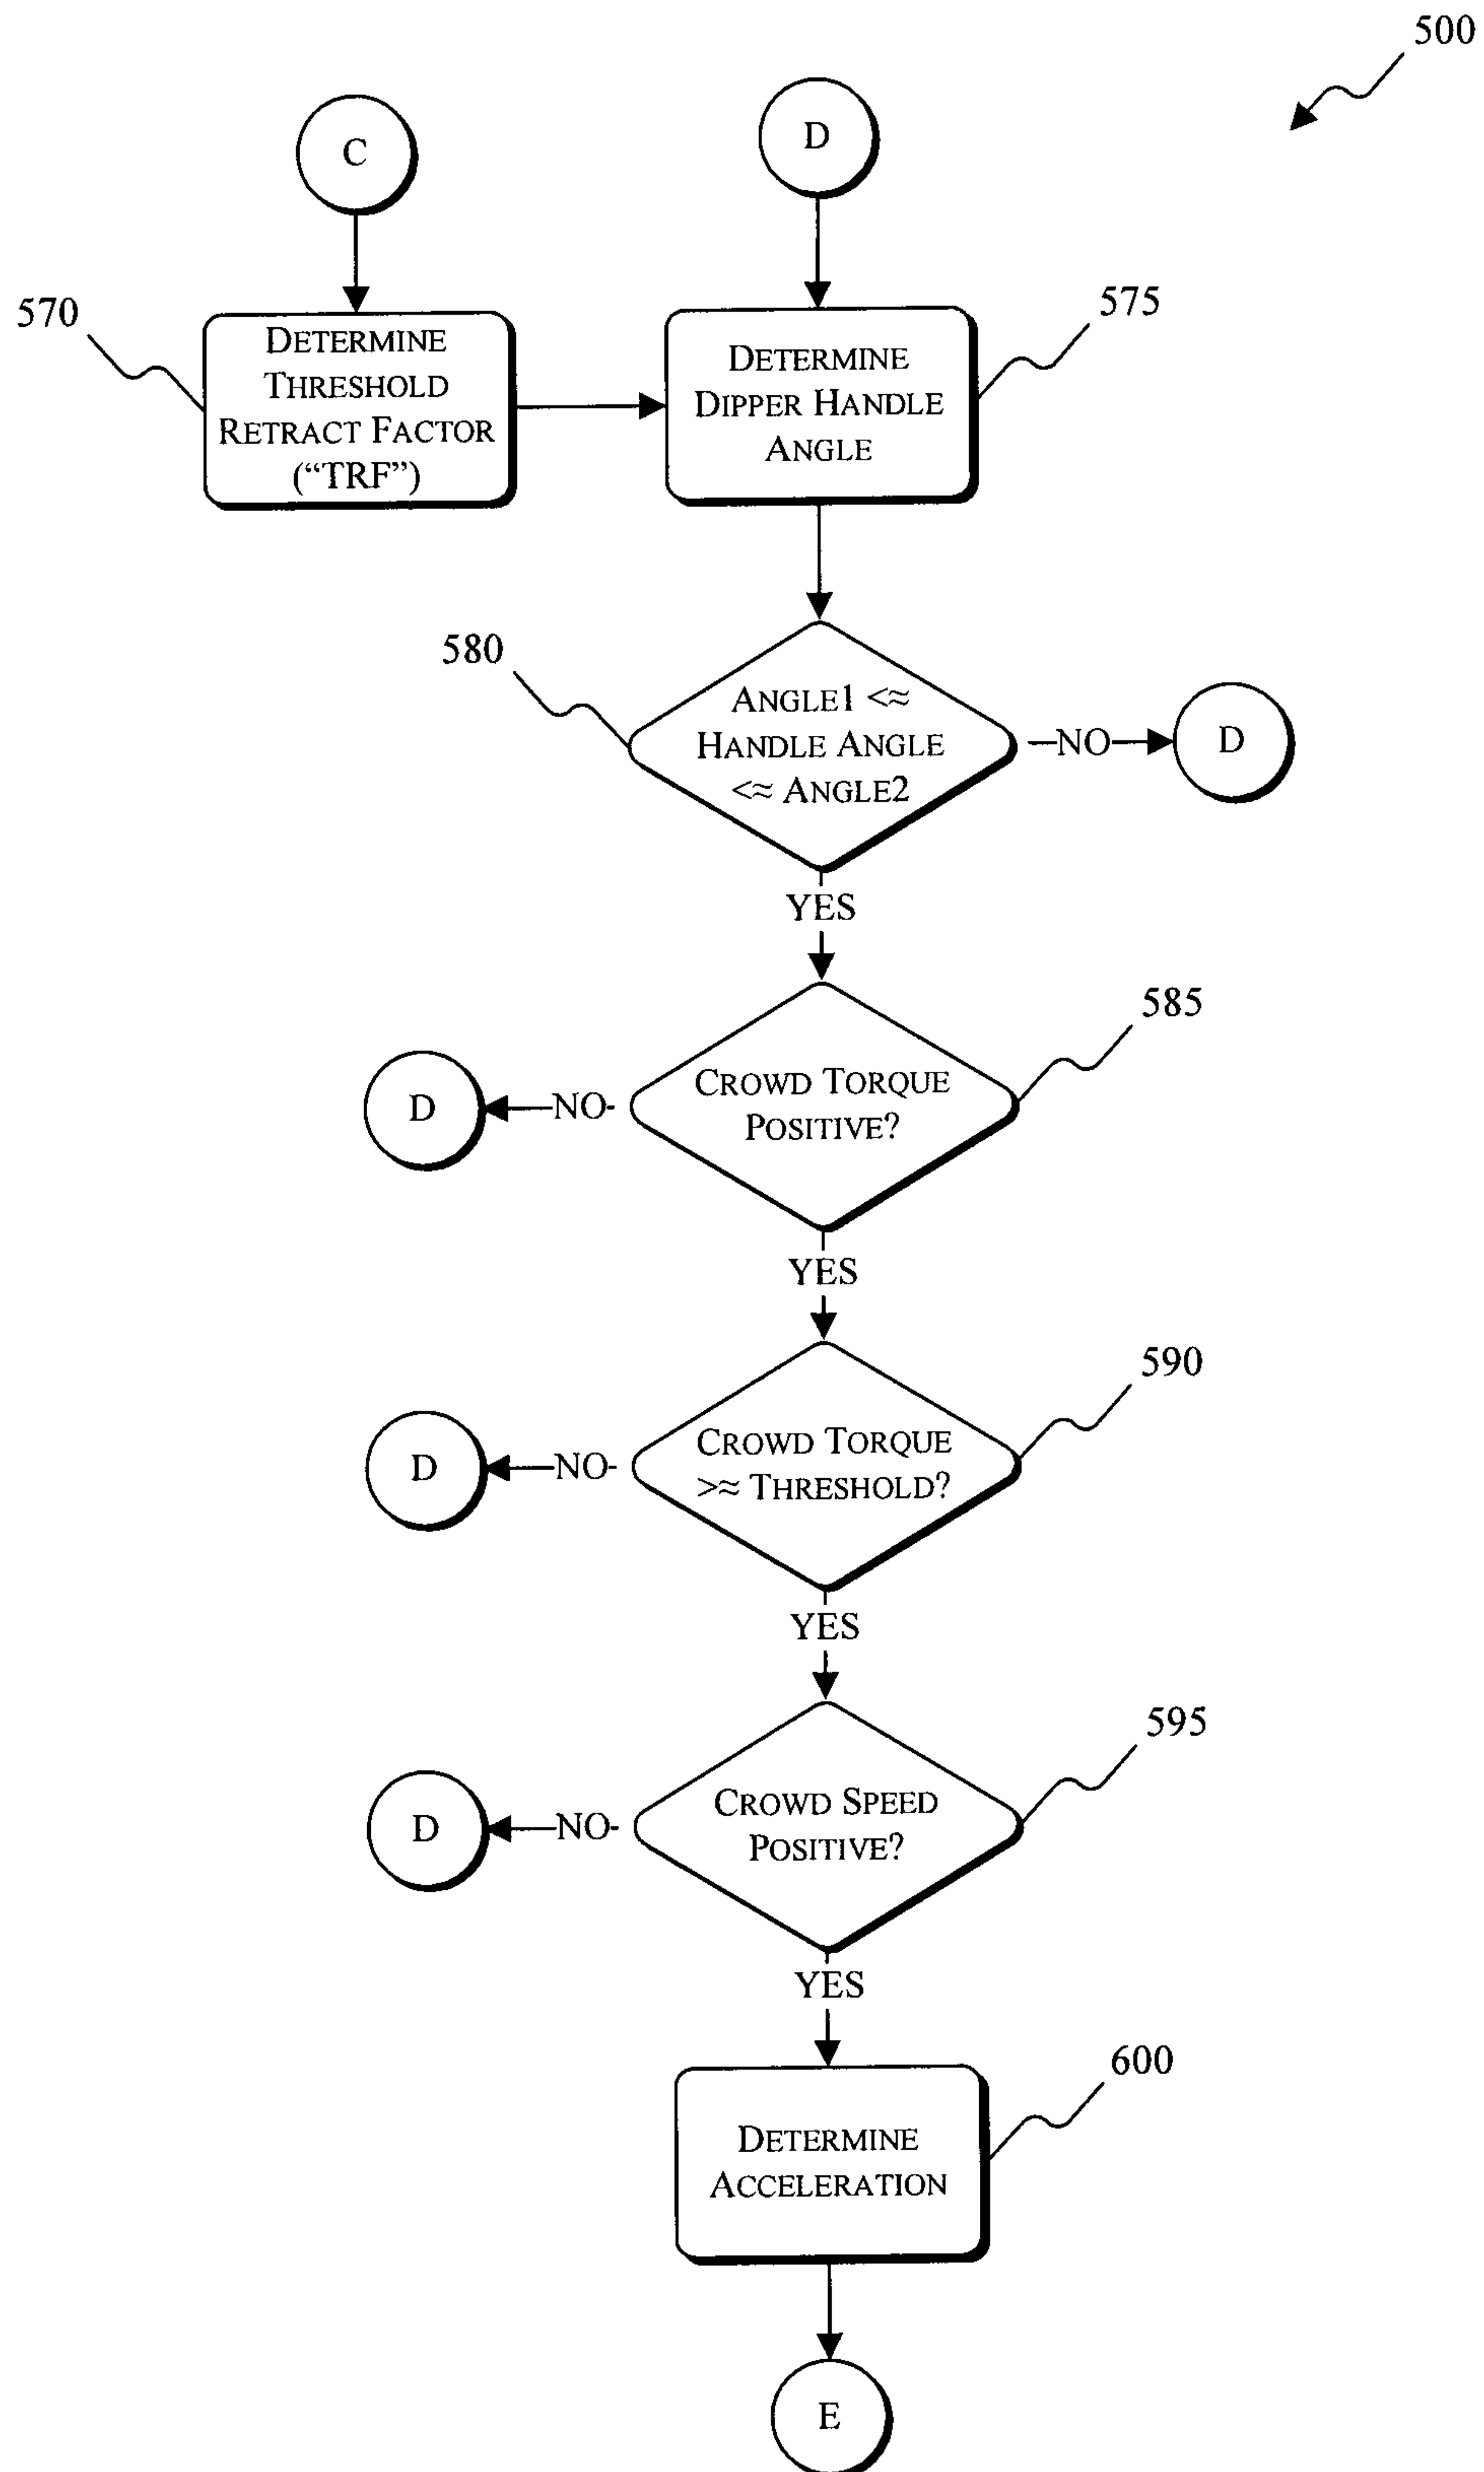 500
C
D
570
DETERMINE
THRESHOLD
RETRACT FACTOR
(“TRF”)
575
DETERMINE
DIPPER HANDLE
ANGLE
580
ANGLE1 <≈
HANDLE ANGLE
<≈ ANGLE2
NO
D
YES
585
CROWD TORQUE
POSITIVE?
NO
D
YES
590
CROWD TORQUE
>≈ THRESHOLD?
NO
D
YES
595
CROWD SPEED
POSITIVE?
NO
D
YES
600
DETERMINE
ACCELERATION
E